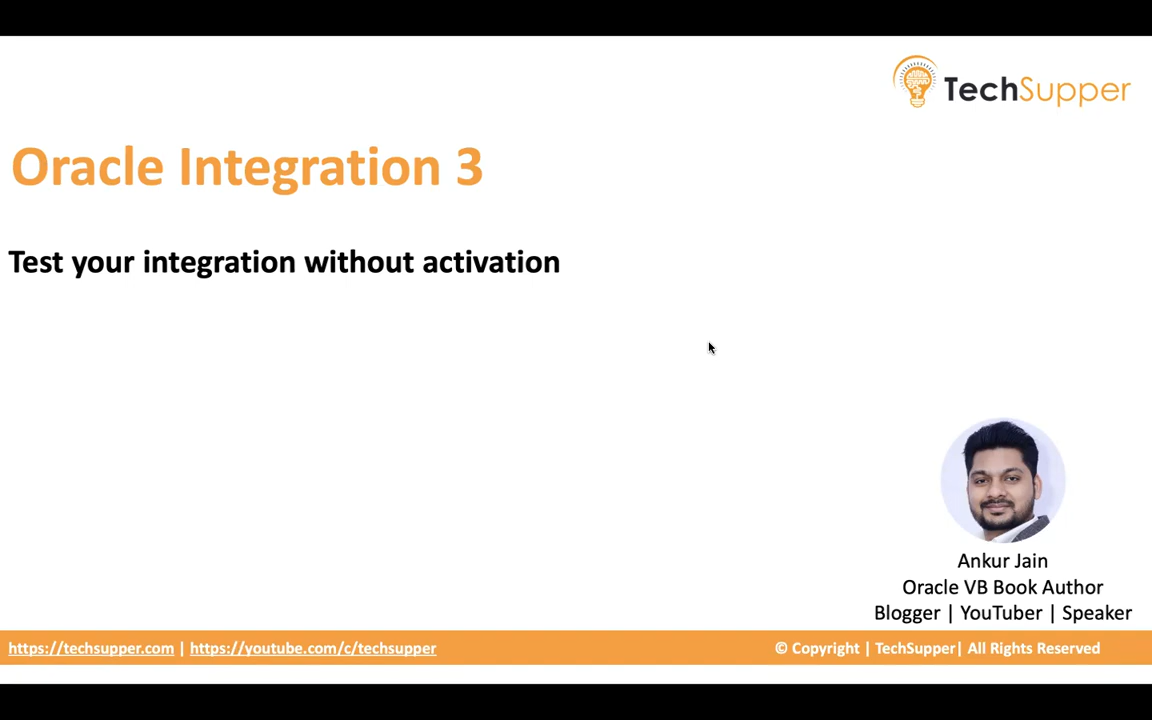 TechSupper
Oracle Integration 3
Test your integration without activation
Ankur Jain
Oracle VB Book Author
Blogger | YouTuber | Speaker
https://techsupper.com | https://youtube.com/c/techsupper
© Copyright | TechSupper| All Rights Reserved